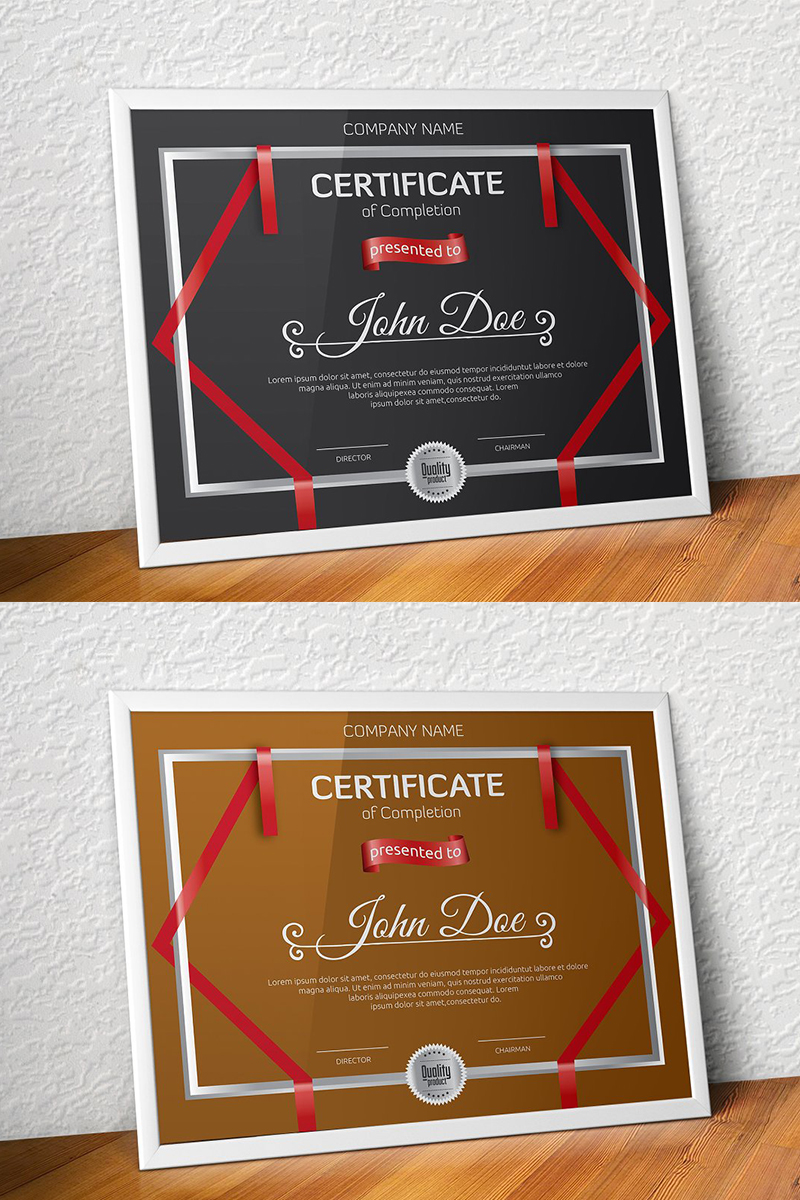 COMPANY NAME
CERTIFICATE
of Completion
presented to
John Doe
Lorem ipsum dolor sit amet, consectetur do eiusmod tempor incididunt ut labore et dolore
magna aliqua. Ut enim ad minim veniam, quis nostrud exercitation ullamco
laboris aliquipexea commodo consequat. Lorem
ipsum dolor sit amet,consectetur do.
DIRECTOR
CHAIRMAN
Quality
product
COMPANY NAME
CERTIFICATE
of Completion
presented to
John Doe
Lorem ipsum dolor sit amet, consectetur do eiusmod tempor incididunt ut labore et dolore
magna aliqua. Ut enim ad minim veniam, quis nostrud exercitation ullamco
laboris aliquipexea commodo consequat. Lorem
ipsum dolor sit amet,consectetur do.
DIRECTOR
CHAIRMAN
Quality
product